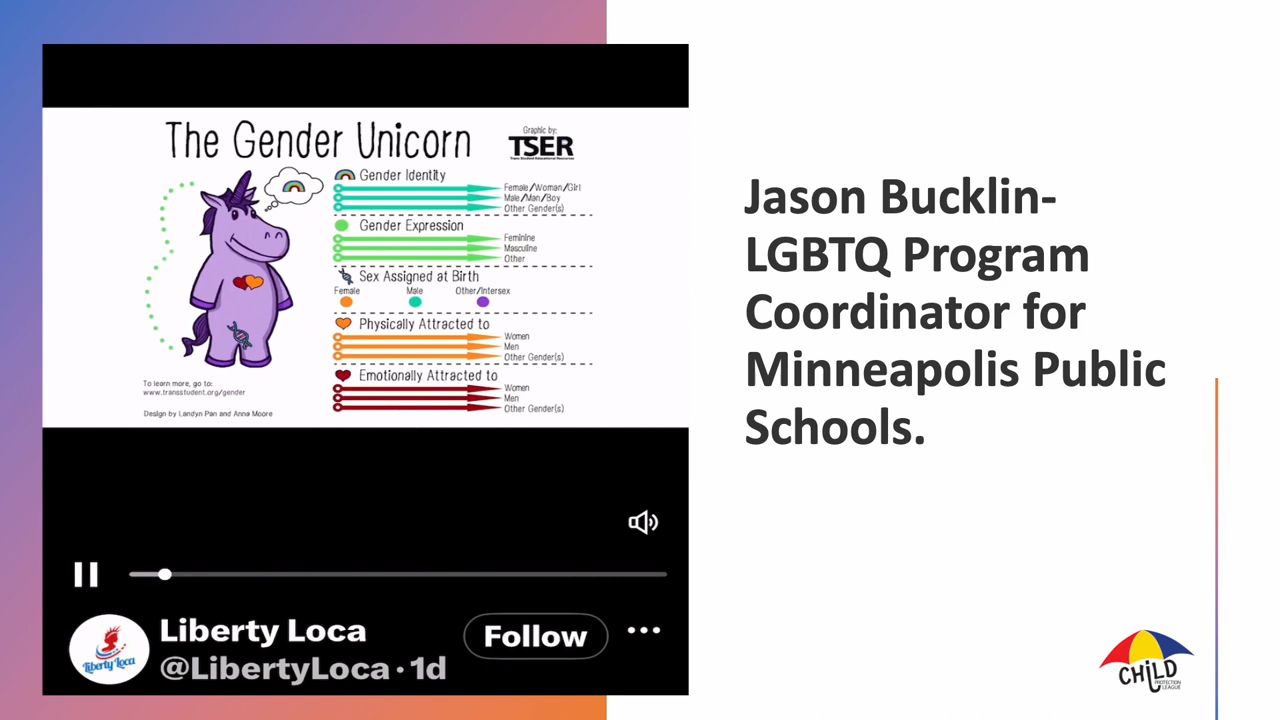 The Gender Unicorn
Graphic by:
TSER
Trans Student Educational Resources
Gender Identity
Female/Woman/Girl
Male/Man/Boy
Other Gender(s)
Gender Expression
Feminine
Masculine
Other
Sex Assigned at Birth
Female
Male
Other/Intersex
Physically Attracted to
Women
Men
Other Gender(s)
Emotionally Attracted to
Women
Men
Other Gender(s)
To learn more, go to:
www.transstudent.org/gender
Design by Landyn Pan and Anna Moore
Liberty Loca
Liberty Loca
@LibertyLoca · 1d
Follow
Jason Bucklin-
LGBTQ Program
Coordinator for
Minneapolis Public
Schools.
CHiLD
PROTECTION
LEAGUE